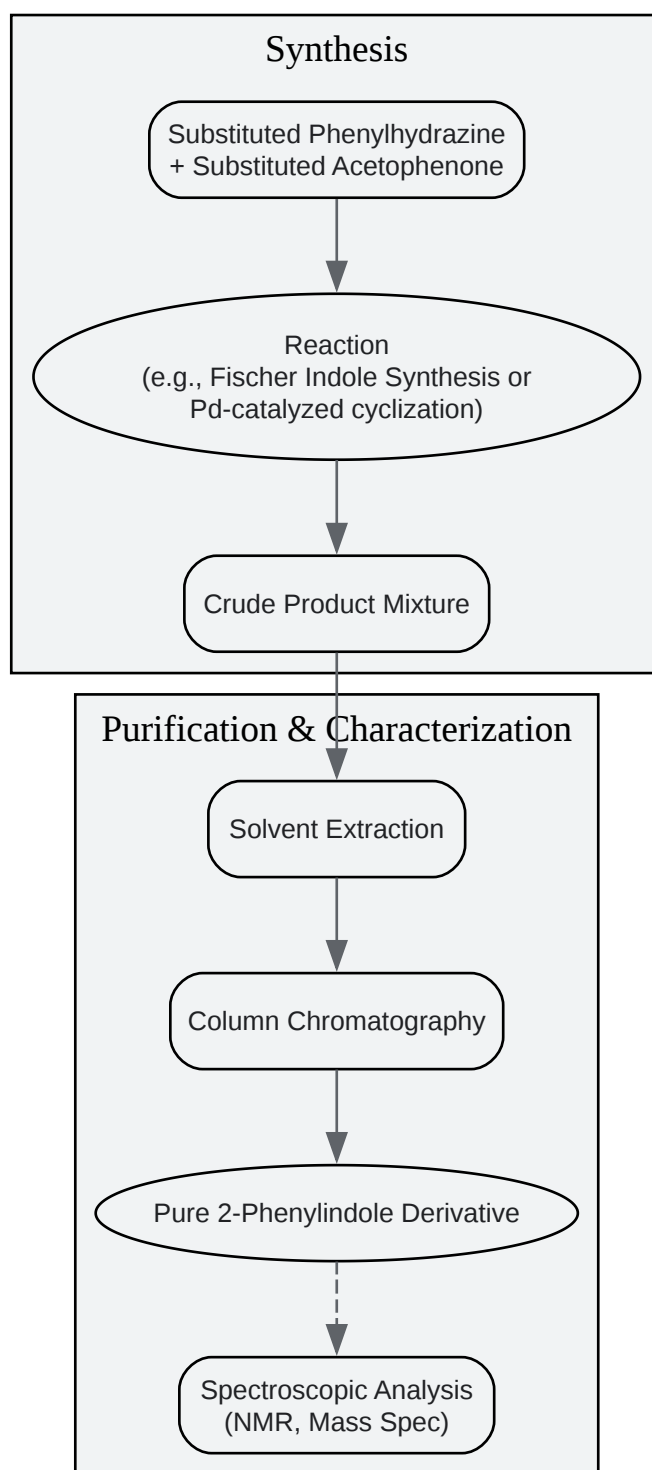 Synthesis
Substituted Phenylhydrazine
+ Substituted Acetophenone
Reaction
(e.g., Fischer Indole Synthesis or
Pd-catalyzed cyclization)
Crude Product Mixture
Purification & Characterization
Solvent Extraction
Column Chromatography
Pure 2-Phenylindole Derivative
Spectroscopic Analysis
(NMR, Mass Spec)